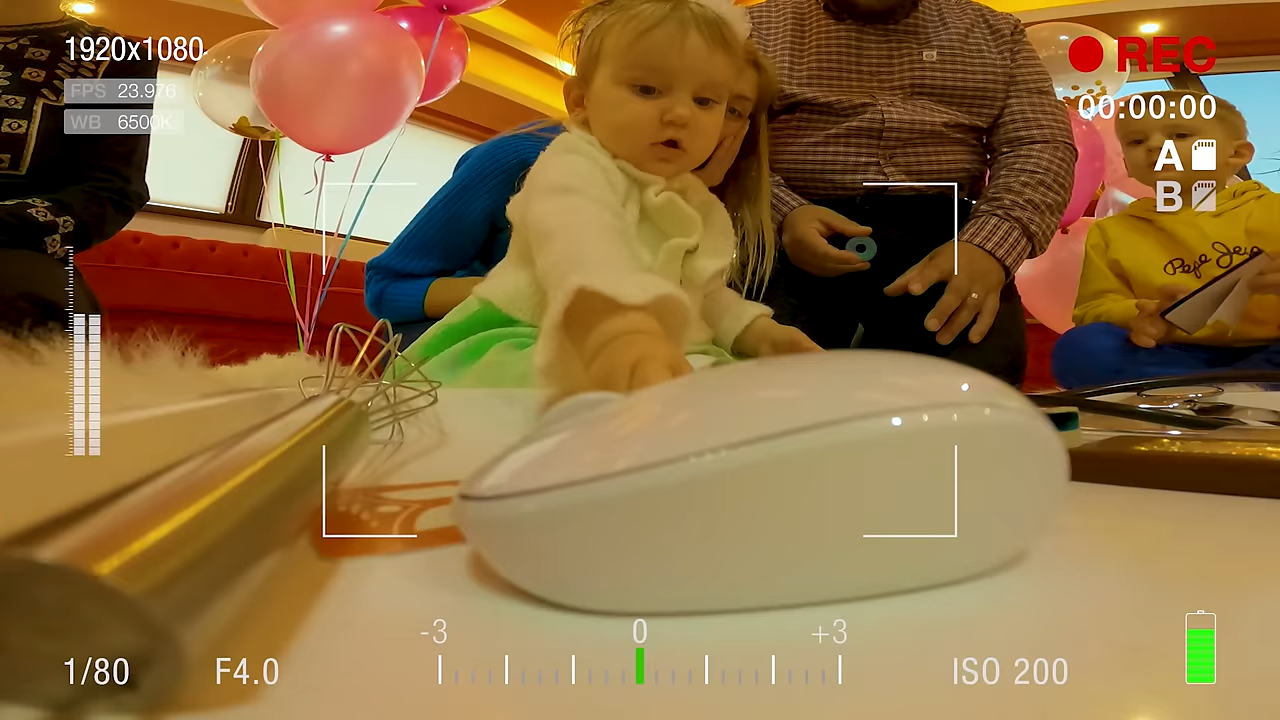 1920x1080
REC
FPS 23.976
WB 6500K
00:00:00
A
B
Pepe Jea
-3 0 +3
1/80 F4.0 ISO 200